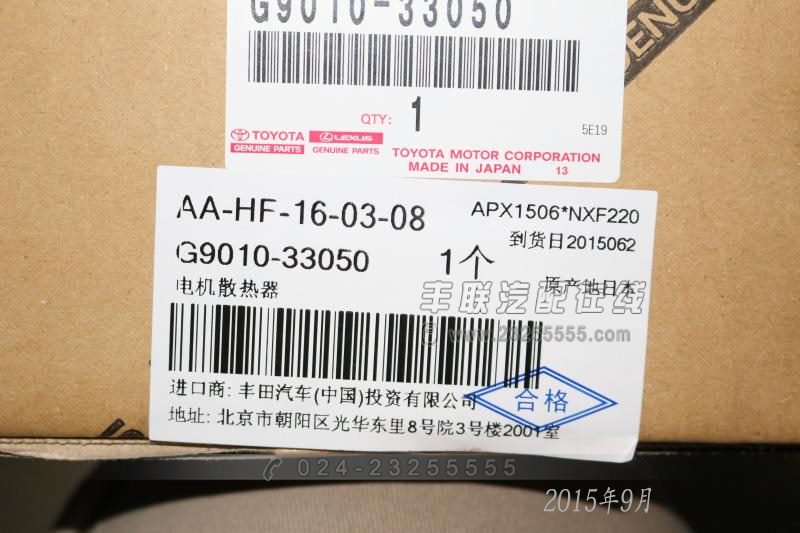 G9010-33050
QTY: 1
5E19
TOYOTA LEXUS
GENUINE PARTS GENUINE PARTS
TOYOTA MOTOR CORPORATION
MADE IN JAPAN 13
AA-HF-16-03-08 APX1506*NXF220
到货日2015062
G9010-33050 1个
电机散热器 原产地日本
丰联汽配在线
www.23255555.com
进口商: 丰田汽车(中国)投资有限公司
合格
地址: 北京市朝阳区光华东里8号院3号楼2001室
024-23255555
2015年9月